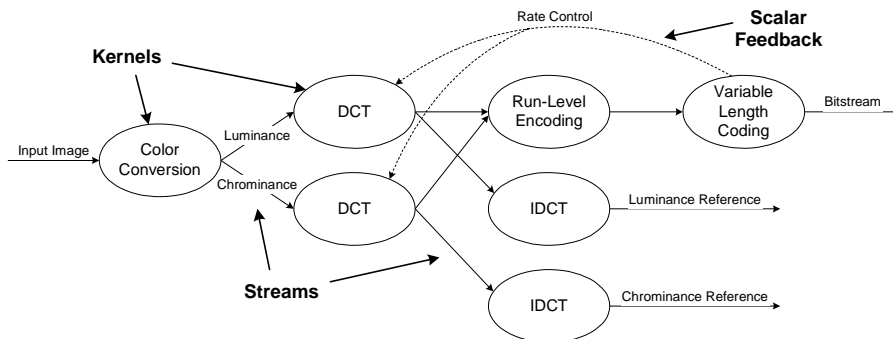 Rate Control
Scalar
Feedback
Kernels
DCT
Run-Level
Encoding
Variable
Length
Coding
Bitstream
Luminance
Input Image
Color
Conversion
Chrominance
DCT
IDCT
Luminance Reference
Streams
IDCT
Chrominance Reference